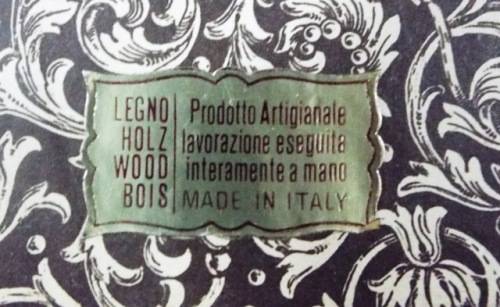 LEGNO
HOLZ
WOOD
BOIS
Prodotto Artigianale
lavorazione eseguita
interamente a mano
MADE IN ITALY